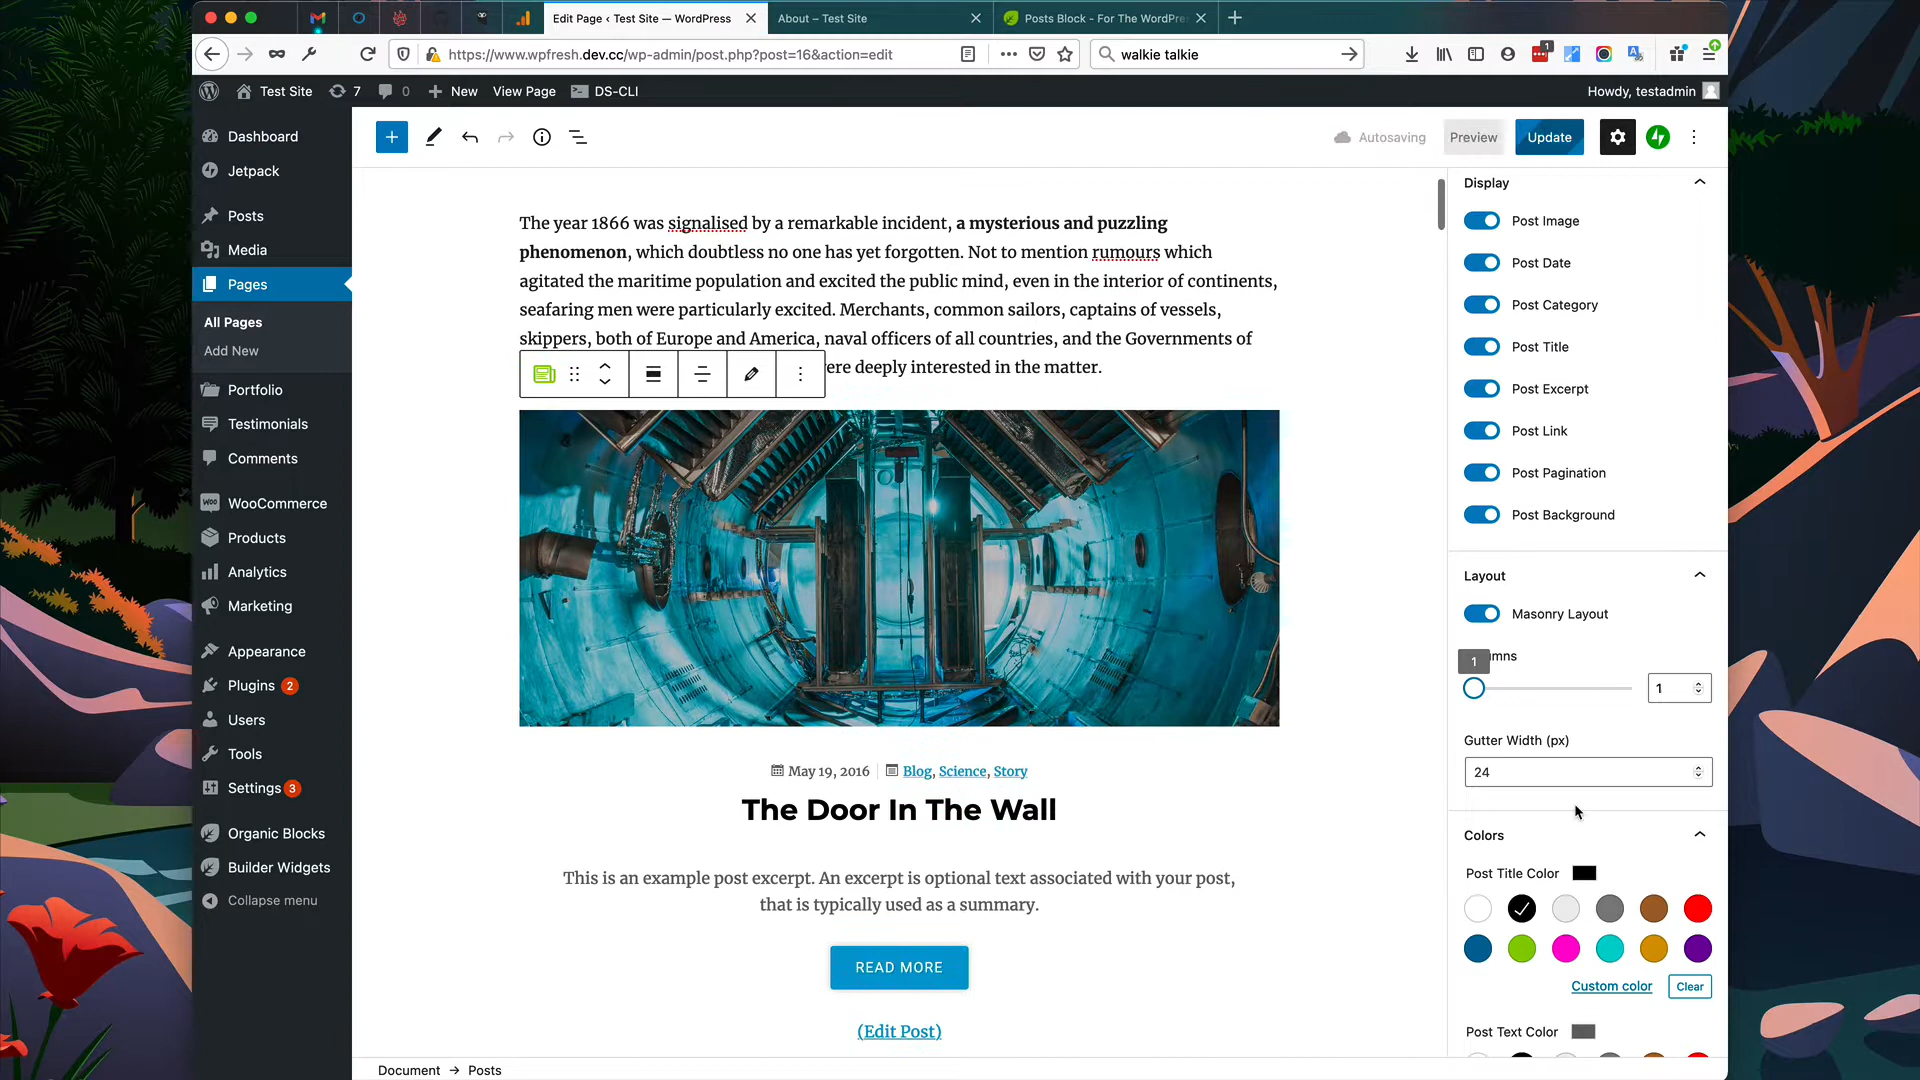 Edit Page ‹ Test Site — WordPress
About – Test Site
Posts Block - For The WordPre
https://www.wpfresh.dev.cc/wp-admin/post.php?post=16&action=edit
walkie talkie
1
Test Site
7
0
New
View Page
DS-CLI
Howdy, testadmin
Dashboard
Jetpack
Posts
Media
Pages
All Pages
Add New
Portfolio
Testimonials
Comments
WOO
WooCommerce
Products
Analytics
Marketing
Appearance
Plugins 2
Users
Tools
Settings 3
Organic Blocks
Builder Widgets
Collapse menu
Autosaving
Preview
Update
The year 1866 was signalised by a remarkable incident, a mysterious and puzzling
phenomenon, which doubtless no one has yet forgotten. Not to mention rumours which
agitated the maritime population and excited the public mind, even in the interior of continents,
seafaring men were particularly excited. Merchants, common sailors, captains of vessels,
skippers, both of Europe and America, naval officers of all countries, and the Governments of
were deeply interested in the matter.
May 19, 2016
Blog, Science, Story
The Door In The Wall
This is an example post excerpt. An excerpt is optional text associated with your post,
that is typically used as a summary.
READ MORE
(Edit Post)
Document → Posts
Display
Post Image
Post Date
Post Category
Post Title
Post Excerpt
Post Link
Post Pagination
Post Background
Layout
Masonry Layout
mns
1
1
Gutter Width (px)
24
Colors
Post Title Color
Custom color
Clear
Post Text Color